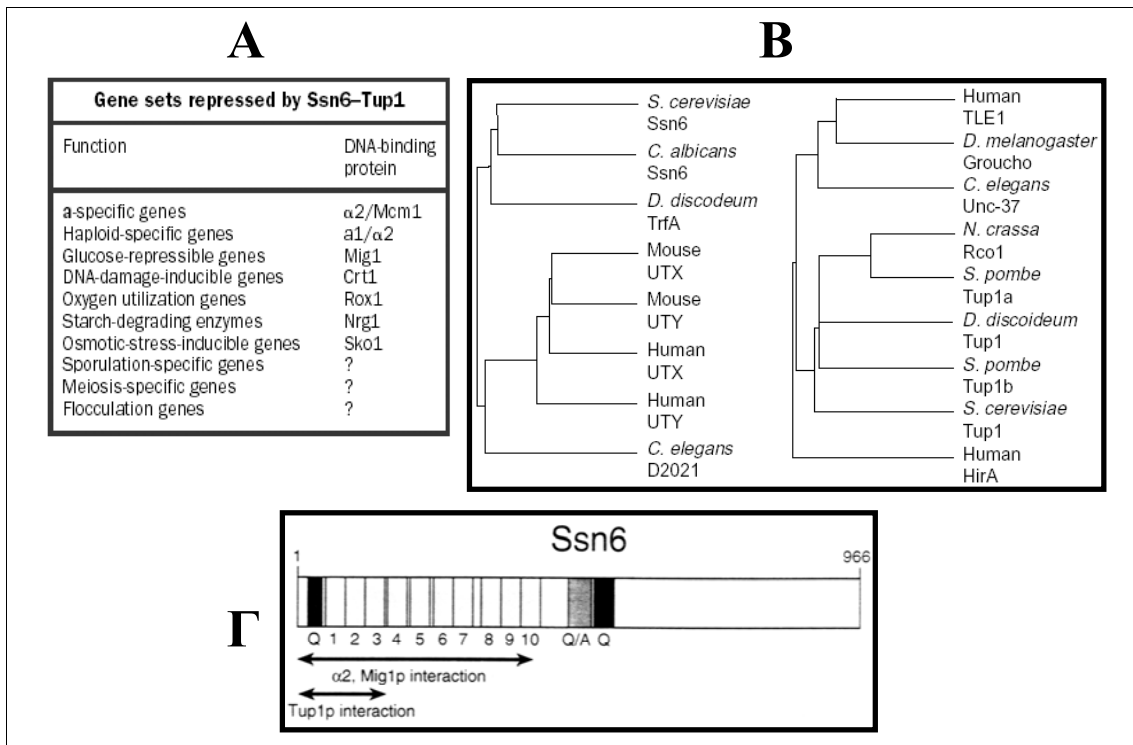 A
Gene sets repressed by Ssn6–Tup1
Function DNA-binding protein
a-specific genes α2/Mcm1
Haploid-specific genes a1/α2
Glucose-repressible genes Mig1
DNA-damage-inducible genes Crt1
Oxygen utilization genes Rox1
Starch-degrading enzymes Nrg1
Osmotic-stress-inducible genes Sko1
Sporulation-specific genes ?
Meiosis-specific genes ?
Flocculation genes ?
B
S. cerevisiae
Ssn6
C. albicans
Ssn6
D. discodeum
TrfA
Mouse
UTX
Mouse
UTY
Human
UTX
Human
UTY
C. elegans
D2021
Human
TLE1
D. melanogaster
Groucho
C. elegans
Unc-37
N. crassa
Rco1
S. pombe
Tup1a
D. discoideum
Tup1
S. pombe
Tup1b
S. cerevisiae
Tup1
Human
HirA
Γ
Ssn6
1 966
Q 1 2 3 4 5 6 7 8 9 10 Q/A Q
α2, Mig1p interaction
Tup1p interaction